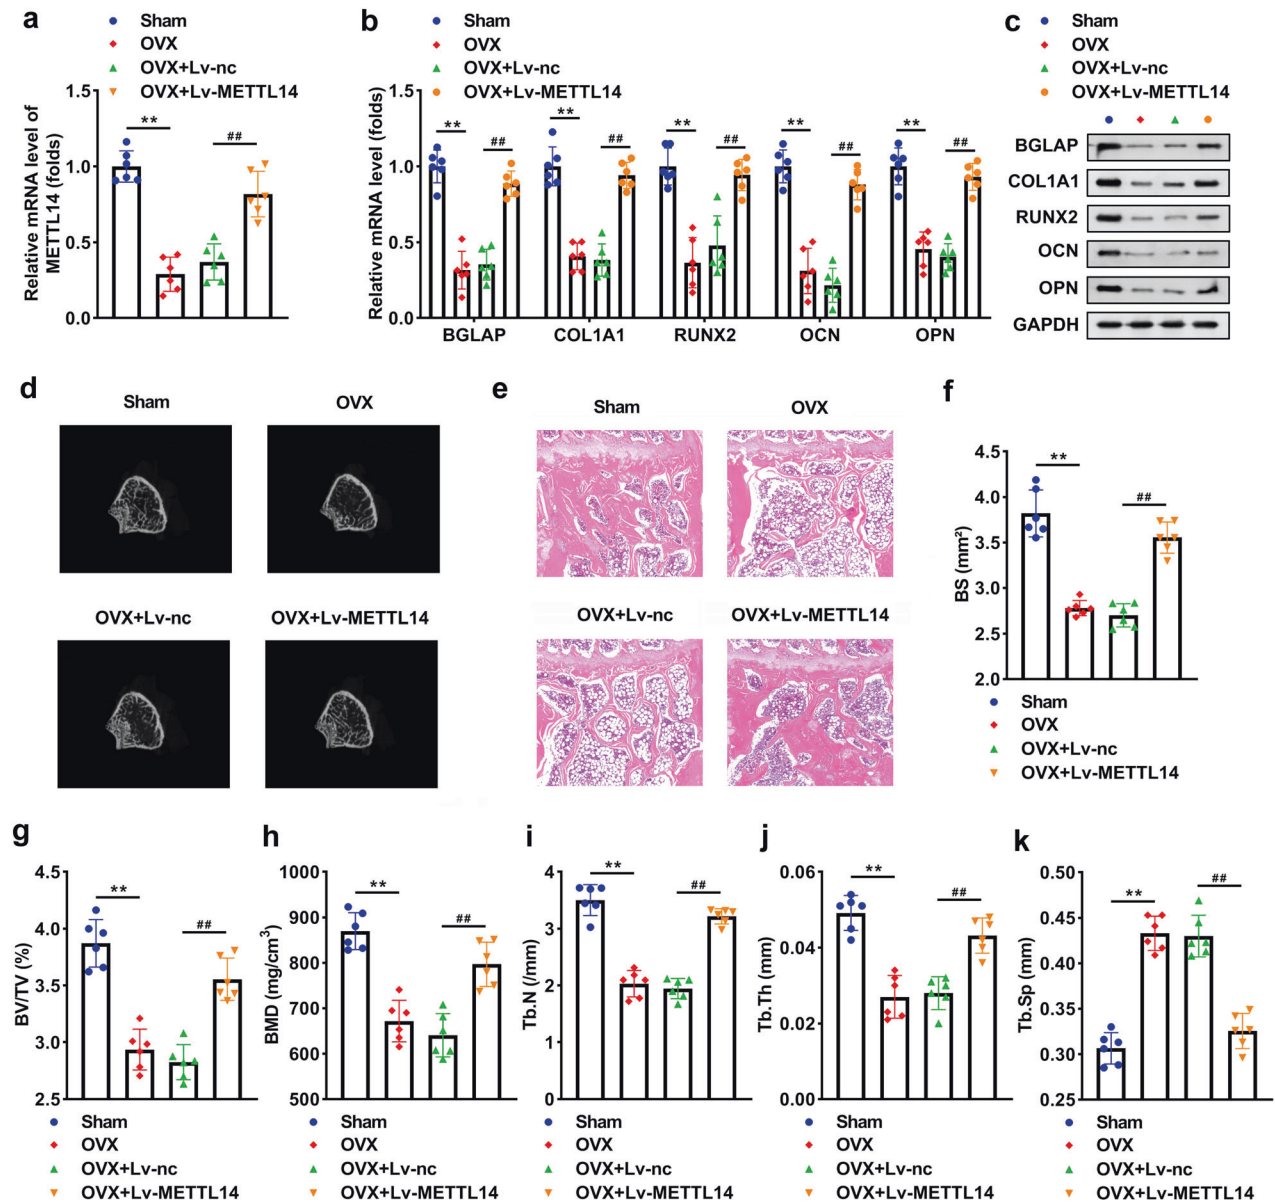 a
Sham
OVX
OVX+Lv-nc
OVX+Lv-METTL14
Relative mRNA level of
METTL14 (folds)
1.5
1.0
0.5
0.0
**
##
b
Sham
OVX
OVX+Lv-nc
OVX+Lv-METTL14
Relative mRNA level (folds)
1.5
1.0
0.5
0.0
** ## ** ## ** ## ** ## ** ##
BGLAP COL1A1 RUNX2 OCN OPN
c
Sham
OVX
OVX+Lv-nc
OVX+Lv-METTL14
BGLAP
COL1A1
RUNX2
OCN
OPN
GAPDH
d
Sham OVX
OVX+Lv-nc OVX+Lv-METTL14
e
Sham OVX
OVX+Lv-nc OVX+Lv-METTL14
f
BS (mm²)
4.5
4.0
3.5
3.0
2.5
2.0
**
##
Sham
OVX
OVX+Lv-nc
OVX+Lv-METTL14
g
BV/TV (%)
4.5
4.0
3.5
3.0
2.5
**
##
Sham
OVX
OVX+Lv-nc
OVX+Lv-METTL14
h
BMD (mg/cm³)
1000
900
800
700
600
500
**
##
Sham
OVX
OVX+Lv-nc
OVX+Lv-METTL14
i
Tb.N (/mm)
4
3
2
1
0
**
##
Sham
OVX
OVX+Lv-nc
OVX+Lv-METTL14
j
Tb.Th (mm)
0.06
0.04
0.02
0.00
**
##
Sham
OVX
OVX+Lv-nc
OVX+Lv-METTL14
k
Tb.Sp (mm)
0.50
0.45
0.40
0.35
0.30
0.25
**
##
Sham
OVX
OVX+Lv-nc
OVX+Lv-METTL14